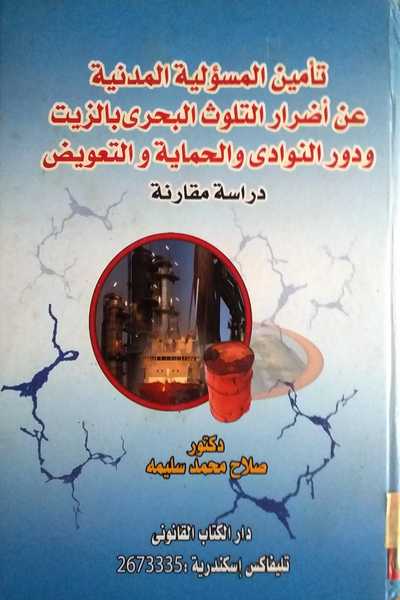 تأمين المسؤلية المدنية
عن أضرار التلوث البحرى بالزيت
ودور النوادى والحماية و التعويض
دراسة مقارنة
دكتور
صلاح محمد سليمه
دار الكتاب القانونى
تليفاكس إسكندرية : 2673335